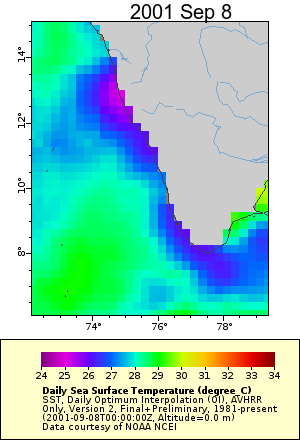 2001 Sep 8
14°
12°
10°
8°
74°
76°
78°
24 25 26 27 28 29 30 31 32 33 34
Daily Sea Surface Temperature (degree_C)
SST, Daily Optimum Interpolation (OI), AVHRR
Only, Version 2, Final+Preliminary, 1981-present
(2001-09-08T00:00:00Z, Altitude=0.0 m)
Data courtesy of NOAA NCEI